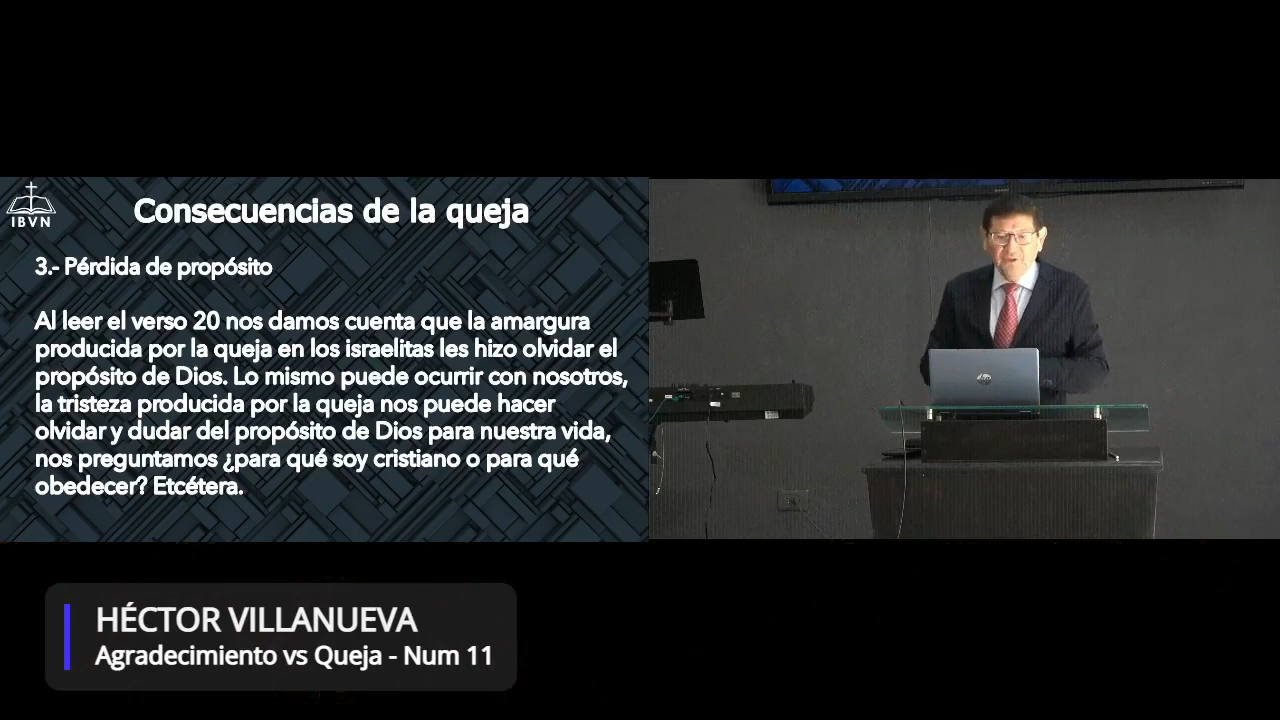 IBVN
Consecuencias de la queja
3.- Pérdida de propósito
Al leer el verso 20 nos damos cuenta que la amargura
producida por la queja en los israelitas les hizo olvidar el
propósito de Dios. Lo mismo puede ocurrir con nosotros,
la tristeza producida por la queja nos puede hacer
olvidar y dudar del propósito de Dios para nuestra vida,
nos preguntamos ¿para qué soy cristiano o para qué
obedecer? Etcétera.
hp
HÉCTOR VILLANUEVA
Agradecimiento vs Queja - Num 11